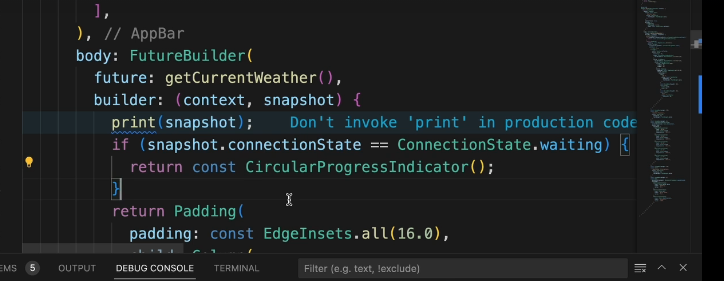 ],
), // AppBar
body: FutureBuilder(
future: getCurrentWeather(),
builder: (context, snapshot) {
print(snapshot);    Don't invoke 'print' in production code
if (snapshot.connectionState == ConnectionState.waiting) {
return const CircularProgressIndicator();
}
return Padding(
padding: const EdgeInsets.all(16.0),
EMS 5 OUTPUT DEBUG CONSOLE TERMINAL Filter (e.g. text, !exclude)